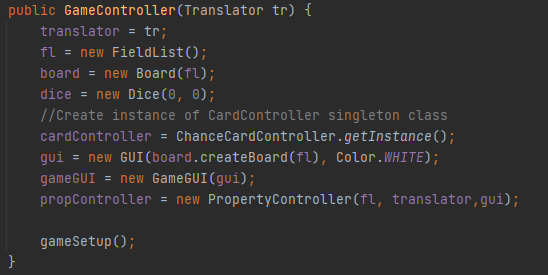 public GameController(Translator tr) {
translator = tr;
fl = new FieldList();
board = new Board(fl);
dice = new Dice(0, 0);
//Create instance of CardController singleton class
cardController = ChanceCardController.getInstance();
gui = new GUI(board.createBoard(fl), Color.WHITE);
gameGUI = new GameGUI(gui);
propController = new PropertyController(fl, translator,gui);
gameSetup();
}